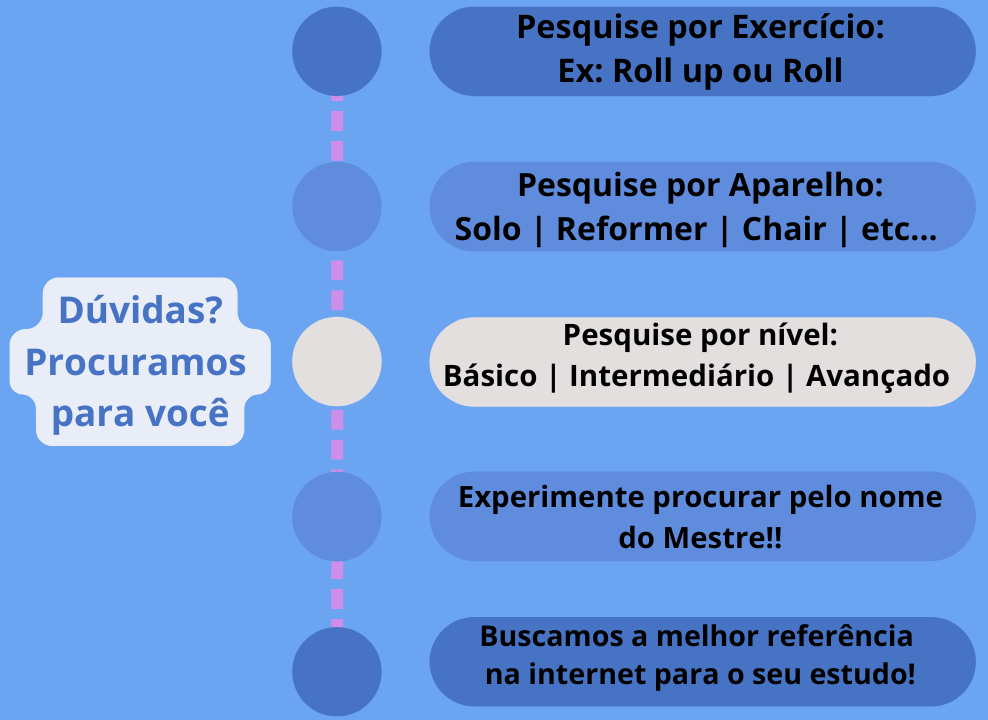 Dúvidas?
Procuramos
para você
Pesquise por Exercício:
Ex: Roll up ou Roll
Pesquise por Aparelho:
Solo | Reformer | Chair | etc...
Pesquise por nível:
Básico | Intermediário | Avançado
Experimente procurar pelo nome
do Mestre!!
Buscamos a melhor referência
na internet para o seu estudo!